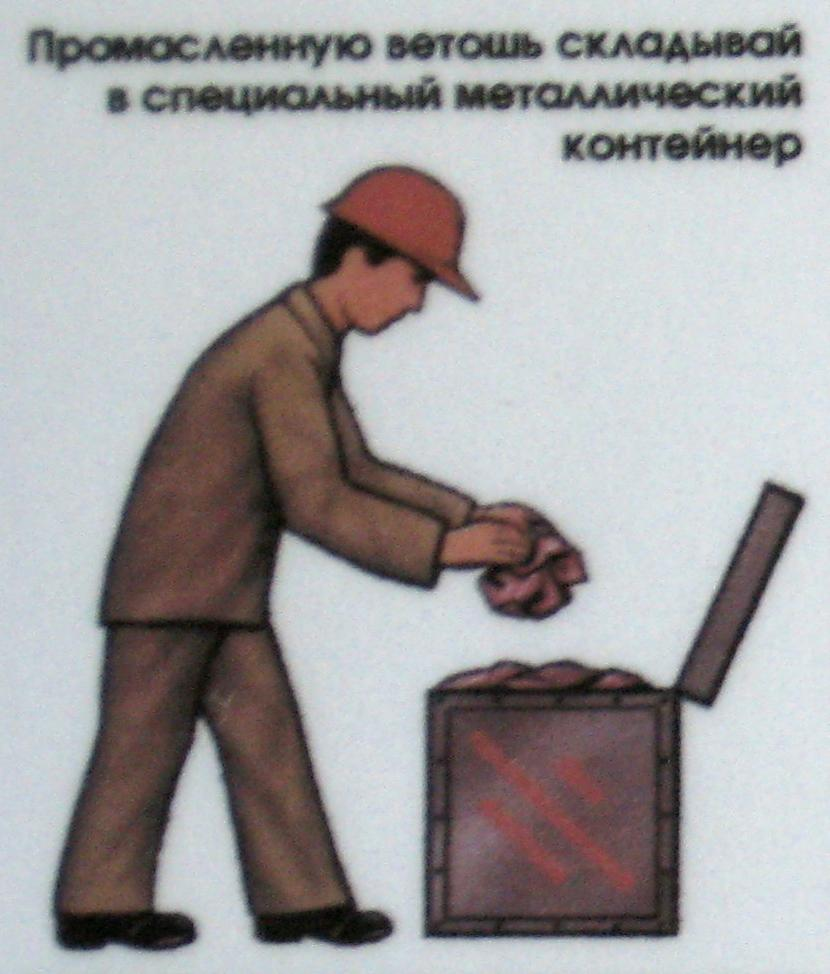 Промасленную ветошь складывай
в специальный металлический
контейнер